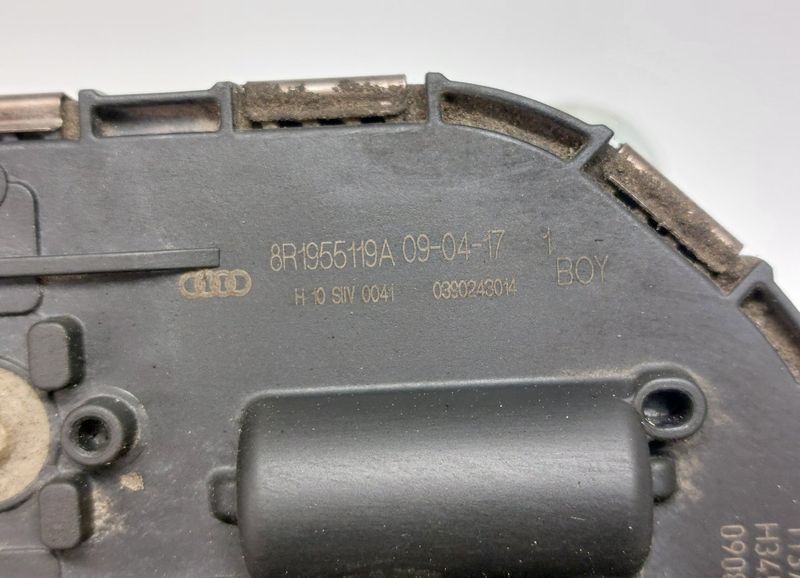 8R1955119A 09-04-17 1
H 10 SIIV 0041 0390243014 BOY